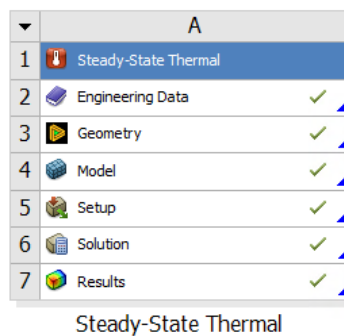 A
1 Steady-State Thermal
2 Engineering Data
3 Geometry
4 Model
5 Setup
6 Solution
7 Results
Steady-State Thermal